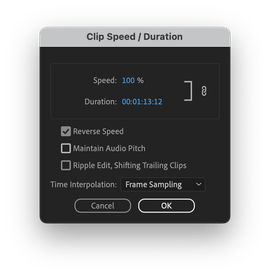 Clip Speed / Duration
Speed: 100 %
Duration: 00:01:13:12
Reverse Speed
Maintain Audio Pitch
Ripple Edit, Shifting Trailing Clips
Time Interpolation: Frame Sampling
Cancel OK